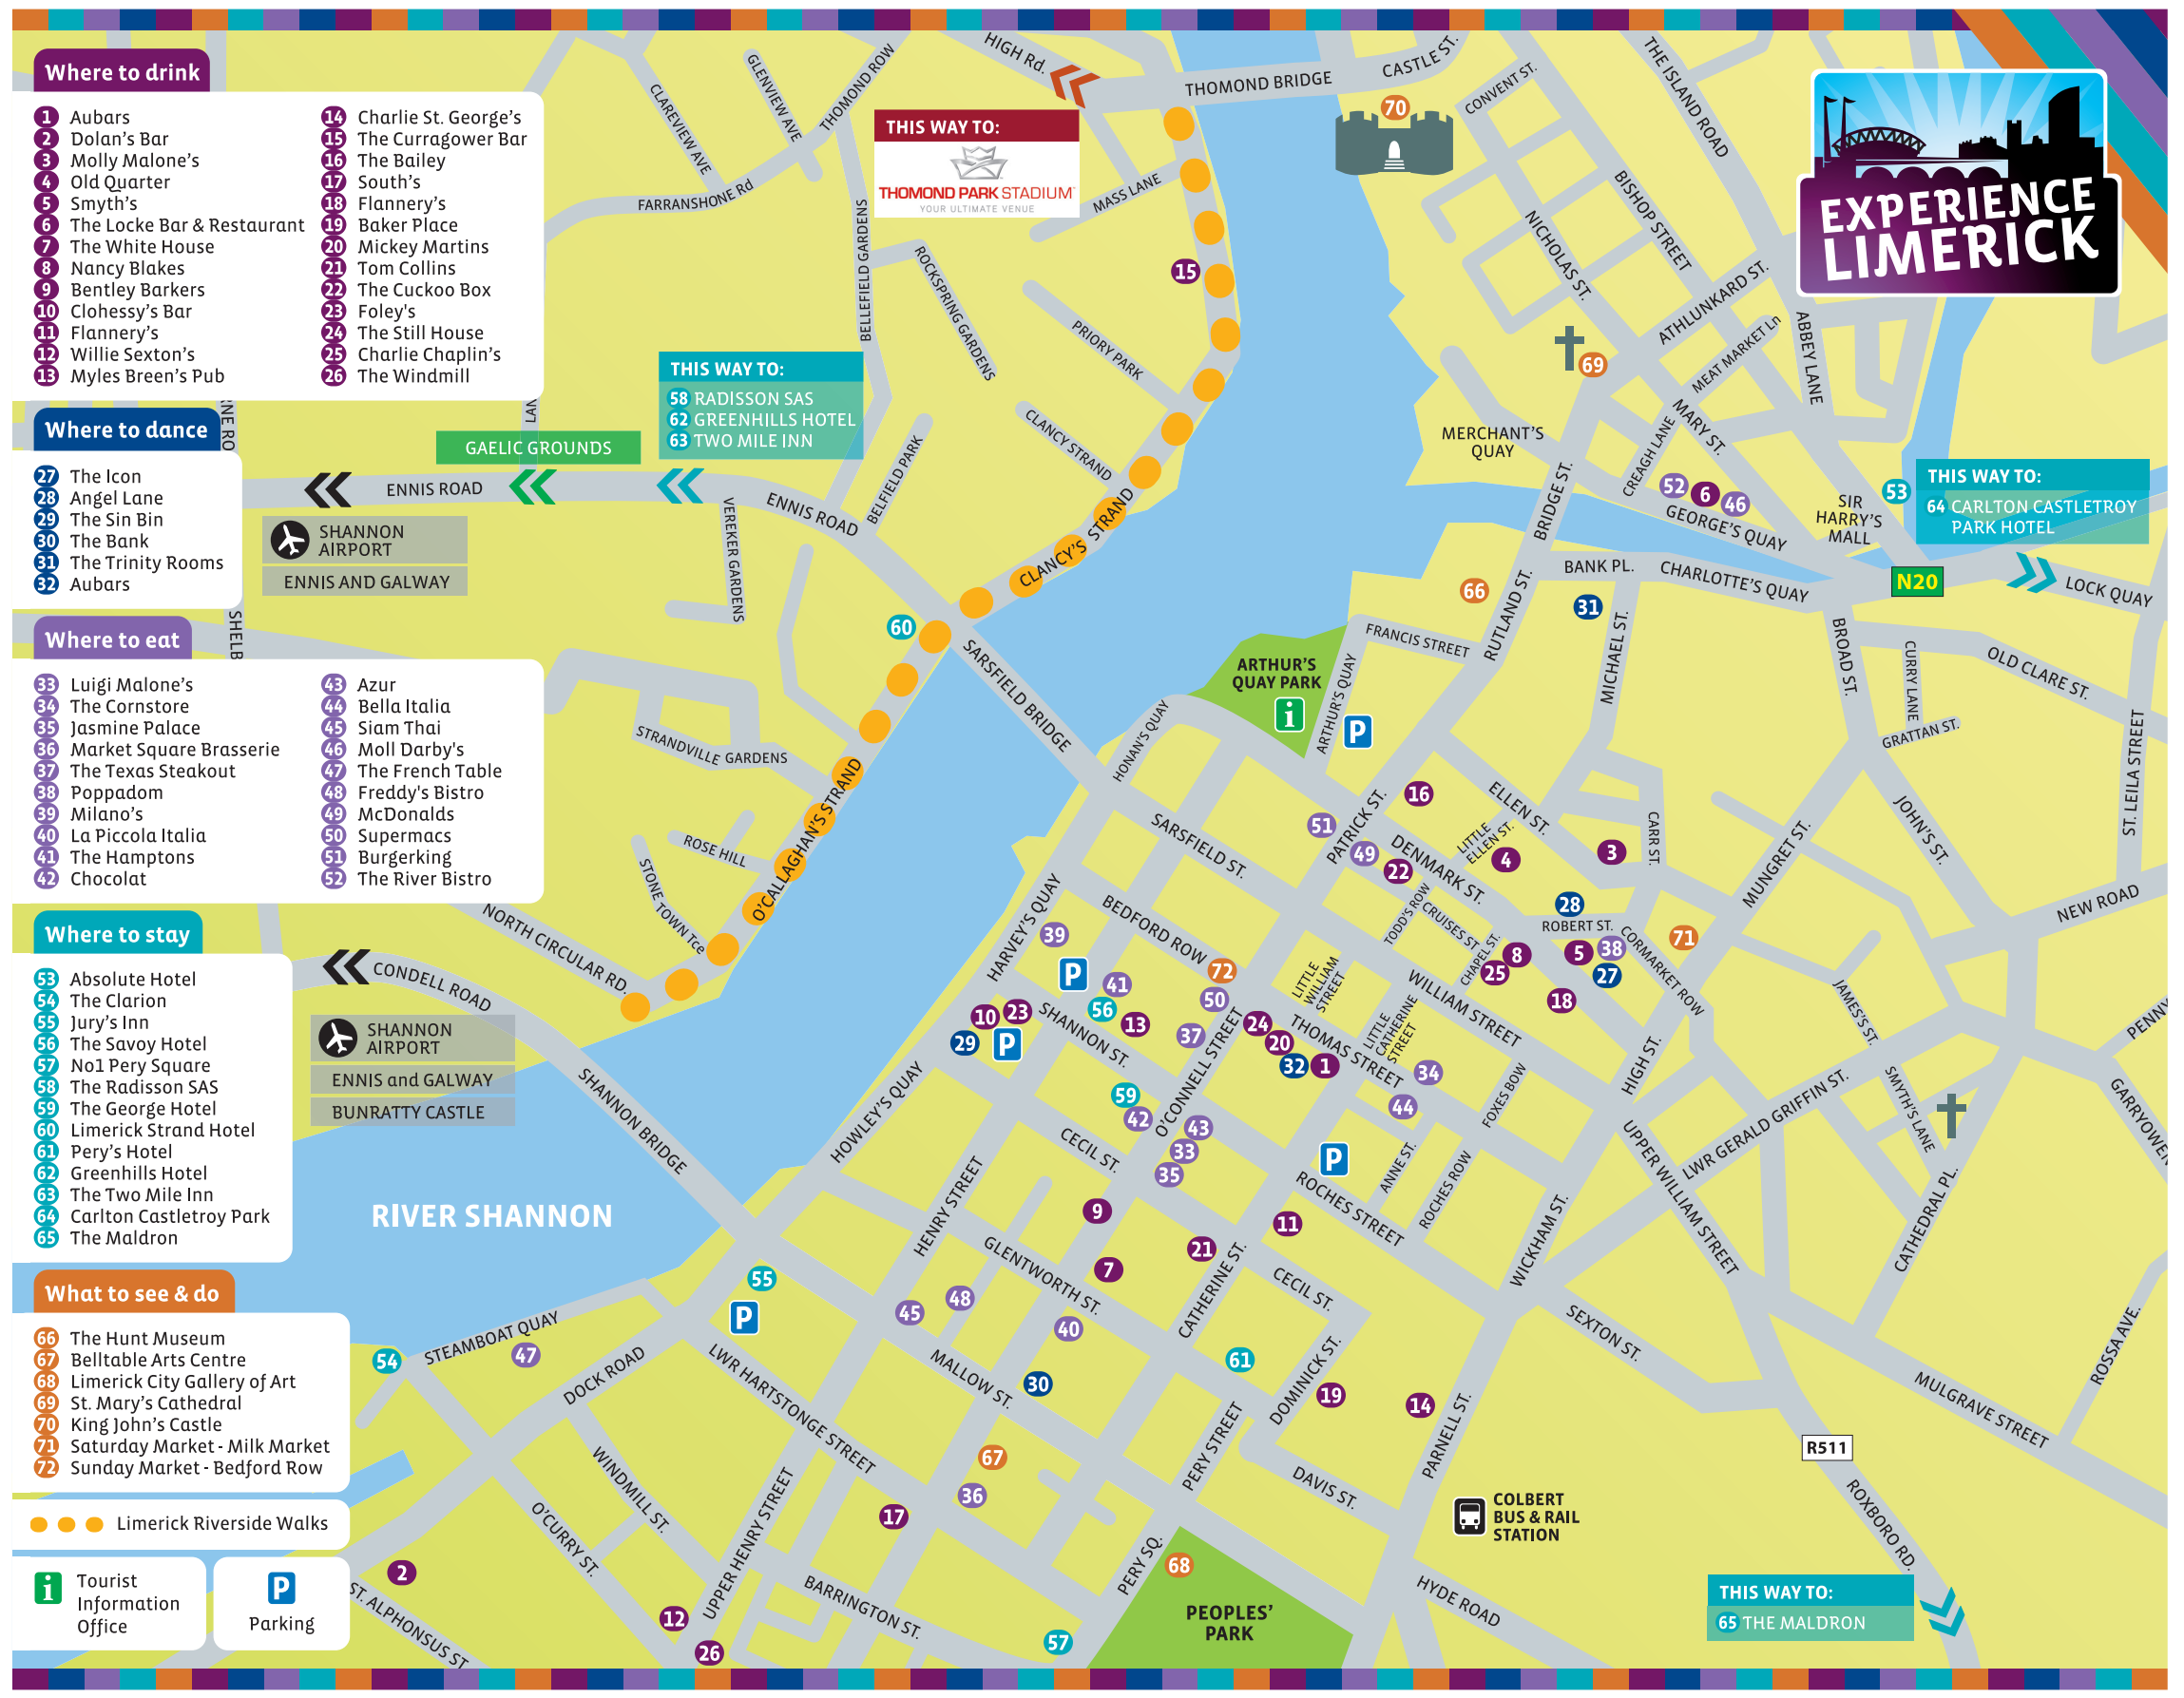 Where to drink
1 Aubars
2 Dolan's Bar
3 Molly Malone's
4 Old Quarter
5 Smyth's
6 The Locke Bar & Restaurant
7 The White House
8 Nancy Blakes
9 Bentley Barkers
10 Clohessy's Bar
11 Flannery's
12 Willie Sexton's
13 Myles Breen's Pub
14 Charlie St. George's
15 The Curragower Bar
16 The Bailey
17 South's
18 Flannery's
19 Baker Place
20 Mickey Martins
21 Tom Collins
22 The Cuckoo Box
23 Foley's
24 The Still House
25 Charlie Chaplin's
26 The Windmill
Where to dance
27 The Icon
28 Angel Lane
29 The Sin Bin
30 The Bank
31 The Trinity Rooms
32 Aubars
Where to eat
33 Luigi Malone's
34 The Cornstore
35 Jasmine Palace
36 Market Square Brasserie
37 The Texas Steakout
38 Poppadom
39 Milano's
40 La Piccola Italia
41 The Hamptons
42 Chocolat
43 Azur
44 Bella Italia
45 Siam Thai
46 Moll Darby's
47 The French Table
48 Freddy's Bistro
49 McDonalds
50 Supermacs
51 Burgerking
52 The River Bistro
Where to stay
53 Absolute Hotel
54 The Clarion
55 Jury's Inn
56 The Savoy Hotel
57 No1 Pery Square
58 The Radisson SAS
59 The George Hotel
60 Limerick Strand Hotel
61 Pery's Hotel
62 Greenhills Hotel
63 The Two Mile Inn
64 Carlton Castletroy Park
65 The Maldron
What to see & do
66 The Hunt Museum
67 Belltable Arts Centre
68 Limerick City Gallery of Art
69 St. Mary's Cathedral
70 King John's Castle
71 Saturday Market - Milk Market
72 Sunday Market - Bedford Row
Limerick Riverside Walks
i Tourist
Information
Office
P
Parking
EXPERIENCE
LIMERICK
THIS WAY TO:
THOMOND PARK STADIUM
YOUR ULTIMATE VENUE
THIS WAY TO:
58 RADISSON SAS
62 GREENHILLS HOTEL
63 TWO MILE INN
GAELIC GROUNDS
SHANNON
AIRPORT
ENNIS AND GALWAY
SHANNON
AIRPORT
ENNIS and GALWAY
BUNRATTY CASTLE
THIS WAY TO:
64 CARLTON CASTLETROY
PARK HOTEL
THIS WAY TO:
65 THE MALDRON
HIGH Rd.
THOMOND BRIDGE
CASTLE ST.
CONVENT ST.
THE ISLAND ROAD
CLAREVIEW AVE
GLENVIEW AVE
THOMOND ROW
FARRANSHONE Rd
MASS LANE
BELLEFIELD GARDENS
ROCKSPRING GARDENS
PRIORY PARK
CLANCY STRAND
BELFIELD PARK
ENNIS ROAD
ENNIS ROAD
VEREKER GARDENS
CLANCY'S STRAND
NICHOLAS ST.
BISHOP STREET
ATHLUNKARD ST.
MEAT MARKET Ln
ABBEY LANE
MARY ST.
CREAGH LANE
MERCHANT'S
QUAY
BRIDGE ST.
GEORGE'S QUAY
SIR
HARRY'S
MALL
N20
LOCK QUAY
BANK PL.
CHARLOTTE'S QUAY
RUTLAND ST.
MICHAEL ST.
FRANCIS STREET
ARTHUR'S
QUAY PARK
i
ARTHUR'S QUAY
P
HONAN'S QUAY
SARSFIELD BRIDGE
BROAD ST.
CURRY LANE
GRATTAN ST.
OLD CLARE ST.
ST. LEILA STREET
JOHN'S ST.
NEW ROAD
MUNGRET ST.
ELLEN ST.
LITTLE
ELLEN ST.
CARR ST.
PATRICK ST.
DENMARK ST.
SARSFIELD ST.
TODD'S ROW
CRUISES ST
CHAPEL ST.
ROBERT ST.
CORMARKET ROW
BEDFORD ROW
HARVEY'S QUAY
STRANDVILLE GARDENS
ROSE HILL
STONE TOWN Tce
O'CALLAGHAN'S STRAND
NORTH CIRCULAR RD.
CONDELL ROAD
SHANNON BRIDGE
RIVER SHANNON
P
P
SHANNON ST.
HOWLEY'S QUAY
O'CONNELL STREET
LITTLE
WILLIAM
STREET
WILLIAM STREET
THOMAS STREET
LITTLE
CATHERINE
STREET
FOXES BOW
HIGH ST.
JAMES'S ST.
SMYTH'S LANE
LWR GERALD GRIFFIN ST.
PENNY
GARRYOWEN
UPPER WILLIAM STREET
CATHEDRAL PL.
CECIL ST.
HENRY STREET
P
ANNE ST.
ROCHES ROW
ROCHES STREET
WICKHAM ST.
GLENTWORTH ST.
CATHERINE ST.
CECIL ST.
SEXTON ST.
ROSSA AVE.
MULGRAVE STREET
P
STEAMBOAT QUAY
DOCK ROAD
LWR HARTSTONGE STREET
MALLOW ST.
DOMINICK ST.
PERY STREET
DAVIS ST.
PARNELL ST.
R511
ROXBORO RD.
COLBERT
BUS & RAIL
STATION
WINDMILL ST.
O'CURRY ST.
UPPER HENRY STREET
BARRINGTON ST.
PERY SQ.
PEOPLES'
PARK
HYDE ROAD
ST. ALPHONSUS ST
SHELB